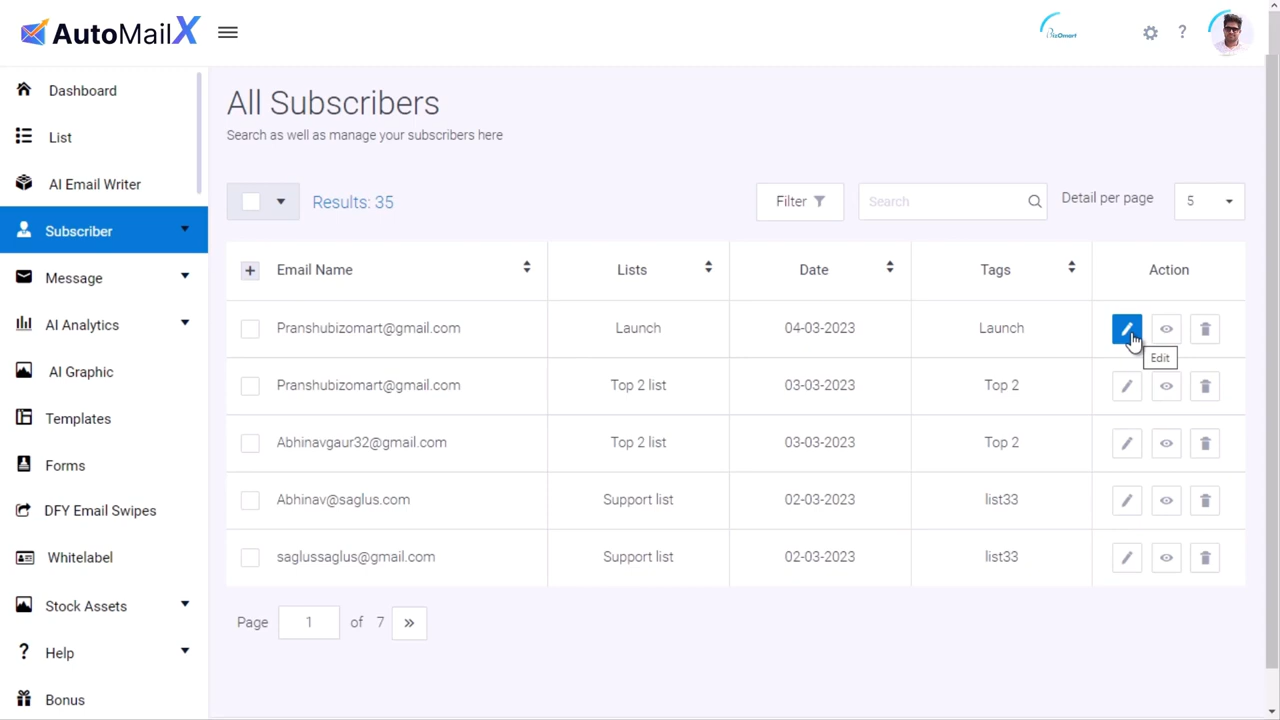 AutoMailX
BizOmart
?
Dashboard
List
AI Email Writer
Subscriber
Message
AI Analytics
AI Graphic
Templates
Forms
DFY Email Swipes
Whitelabel
Stock Assets
? Help
Bonus
All Subscribers
Search as well as manage your subscribers here
Results: 35
Filter
Search
Detail per page
5
+ Email Name Lists Date Tags Action
Pranshubizomart@gmail.com Launch 04-03-2023 Launch
Edit
Pranshubizomart@gmail.com Top 2 list 03-03-2023 Top 2
Abhinavgaur32@gmail.com Top 2 list 03-03-2023 Top 2
Abhinav@saglus.com Support list 02-03-2023 list33
saglussaglus@gmail.com Support list 02-03-2023 list33
Page 1 of 7 »